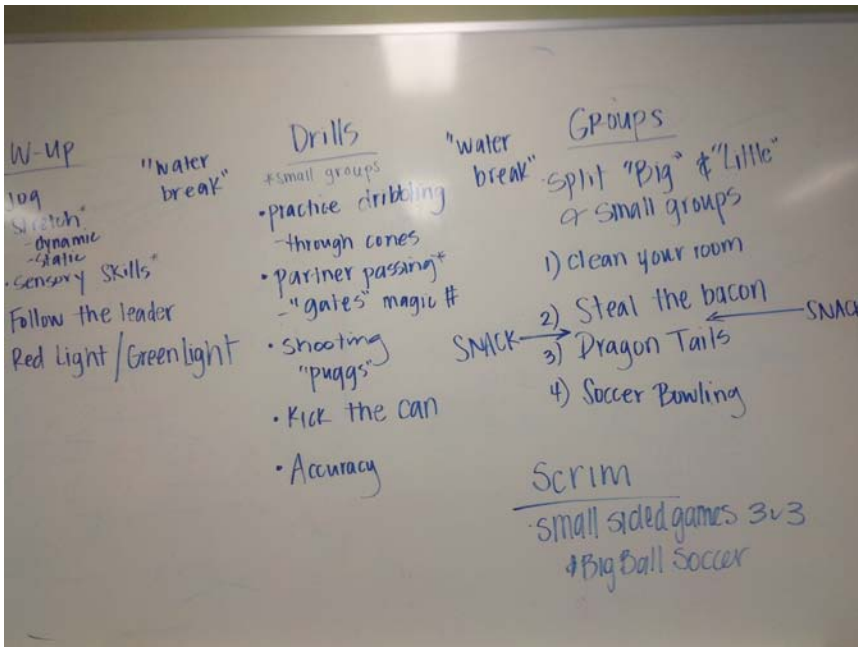 W-Up
Jog
Stretch"
-dynamic
-static
·sensory skills"
Follow the leader
Red Light/Green Light
"water
break"
Drills
*small groups
·practice dribbling
-through cones
·partner passing*
-"gates" magic #
·shooting
"puggs"
·Kick the can
·Accuracy
"water
break"
Groups
·split "Big" & "Little"
& small groups
1) clean your room
2) Steal the bacon
SNACK
SNACK
3) Dragon Tails
4) Soccer Bowling
Scrim
·small sided games 3v3
& Big Ball Soccer